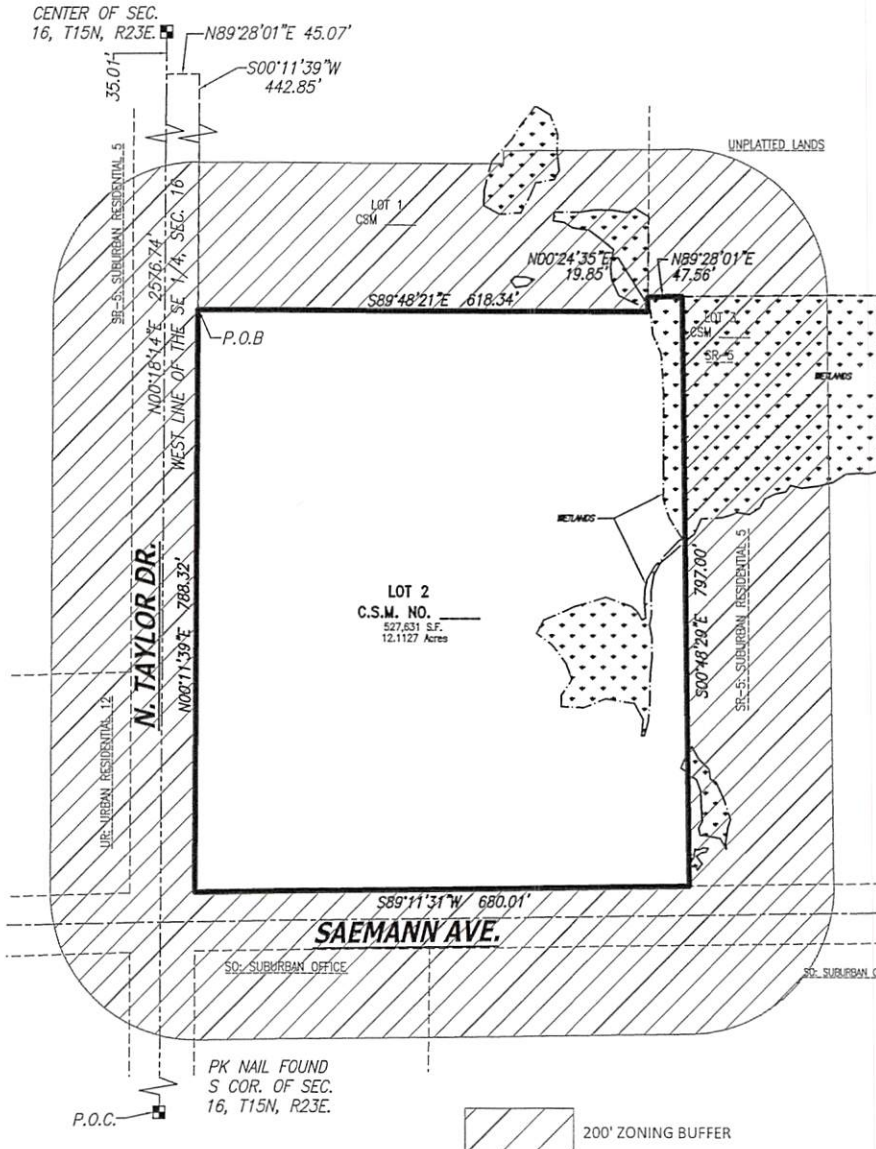 CENTER OF SEC.
16, T15N, R23E.
N89°28'01"E 45.07'
S00°11'39"W
442.85'
35.01'
UNPLATTED LANDS
SR-5: SUBURBAN RESIDENTIAL 5
N00°18'14"E 2576.74'
WEST LINE OF THE SE 1/4, SEC. 16
LOT 1
CSM
N00°24'35"E
19.85'
N89°28'01"E
47.56'
S89°48'21"E 618.34'
P.O.B
CSM
SR-5
WETLANDS
WETLANDS
N. TAYLOR DR.
N00°11'39"E 788.32'
LOT 2
C.S.M. NO.
527,631 S.F.
12.1127 Acres
S00°48'29"E 797.00'
SR-5: SUBURBAN RESIDENTIAL 5
UR: URBAN RESIDENTIAL 12
S89°11'31"W 680.01'
SAEMANN AVE.
SO: SUBURBAN OFFICE
SO: SUBURBAN
PK NAIL FOUND
S COR. OF SEC.
16, T15N, R23E.
P.O.C.
200' ZONING BUFFER